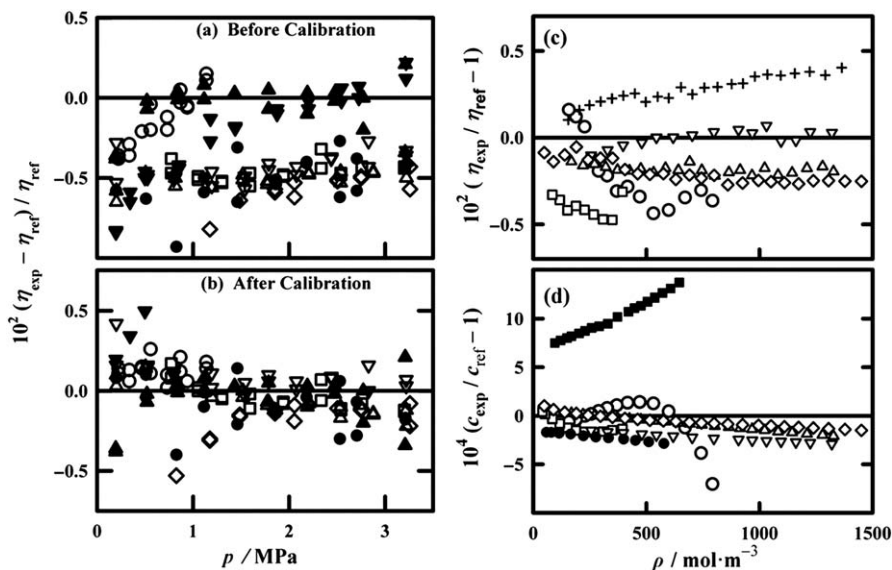 (a) Before Calibration
0.5
0.0
−0.5
(b) After Calibration
0.5
0.0
−0.5
10² (η_exp − η_ref) / η_ref
0 1 2 3
p / MPa
(c)
0.5
0.0
−0.5
10² (η_exp / η_ref − 1)
(d)
10
5
0
−5
10⁴ (c_exp / c_ref − 1)
0 500 1000 1500
ρ / mol·m⁻³